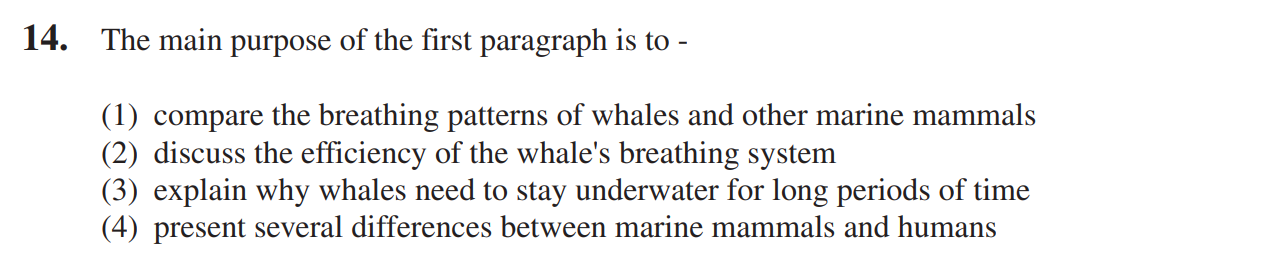 14. The main purpose of the first paragraph is to -
(1) compare the breathing patterns of whales and other marine mammals
(2) discuss the efficiency of the whale's breathing system
(3) explain why whales need to stay underwater for long periods of time
(4) present several differences between marine mammals and humans